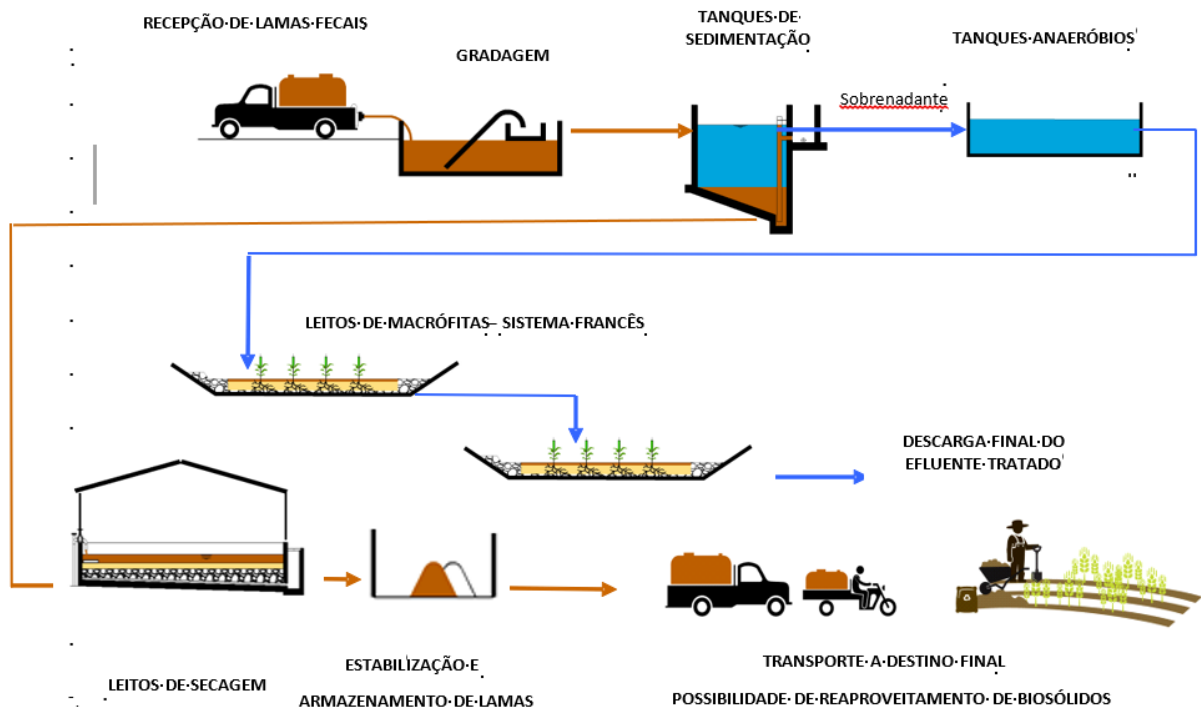 RECEPÇÃO·DE·LAMAS·FECAIS
GRADAGEM
TANQUES·DE·
SEDIMENTAÇÃO
TANQUES·ANAERÓBIOS
Sobrenadante
LEITOS·DE·MACRÓFITAS–·SISTEMA·FRANCÊS
DESCARGA·FINAL·DO
EFLUENTE·TRATADO
LEITOS·DE·SECAGEM
ESTABILIZAÇÃO·E·
ARMAZENAMENTO·DE·LAMAS
TRANSPORTE·A·DESTINO·FINAL
POSSIBILIDADE·DE·REAPROVEITAMENTO·DE·BIOSÓLIDOS